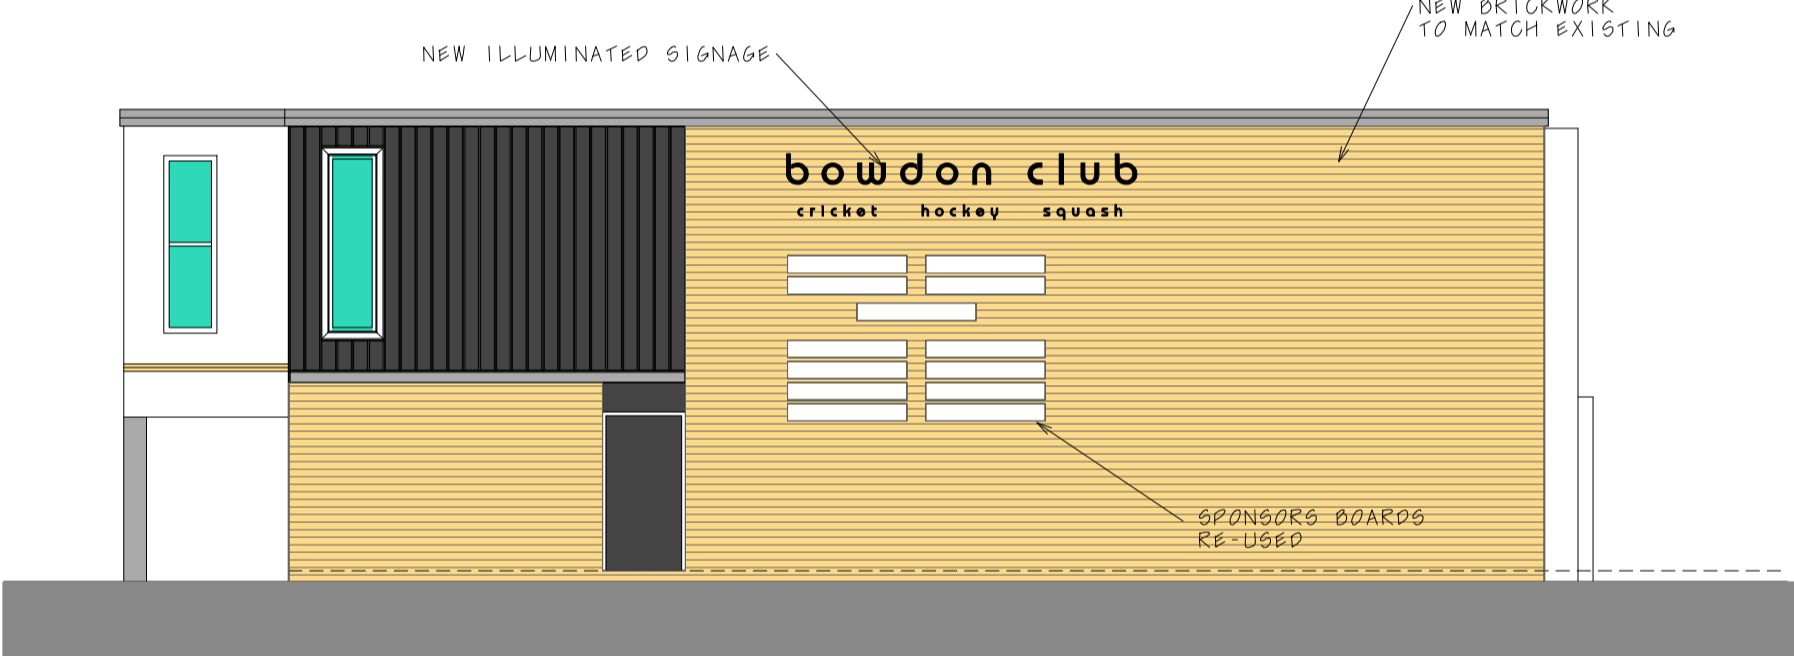 NEW BRICKWORK
TO MATCH EXISTING
NEW ILLUMINATED SIGNAGE
bowdon club
cricket hockey squash
SPONSORS BOARDS
RE-USED